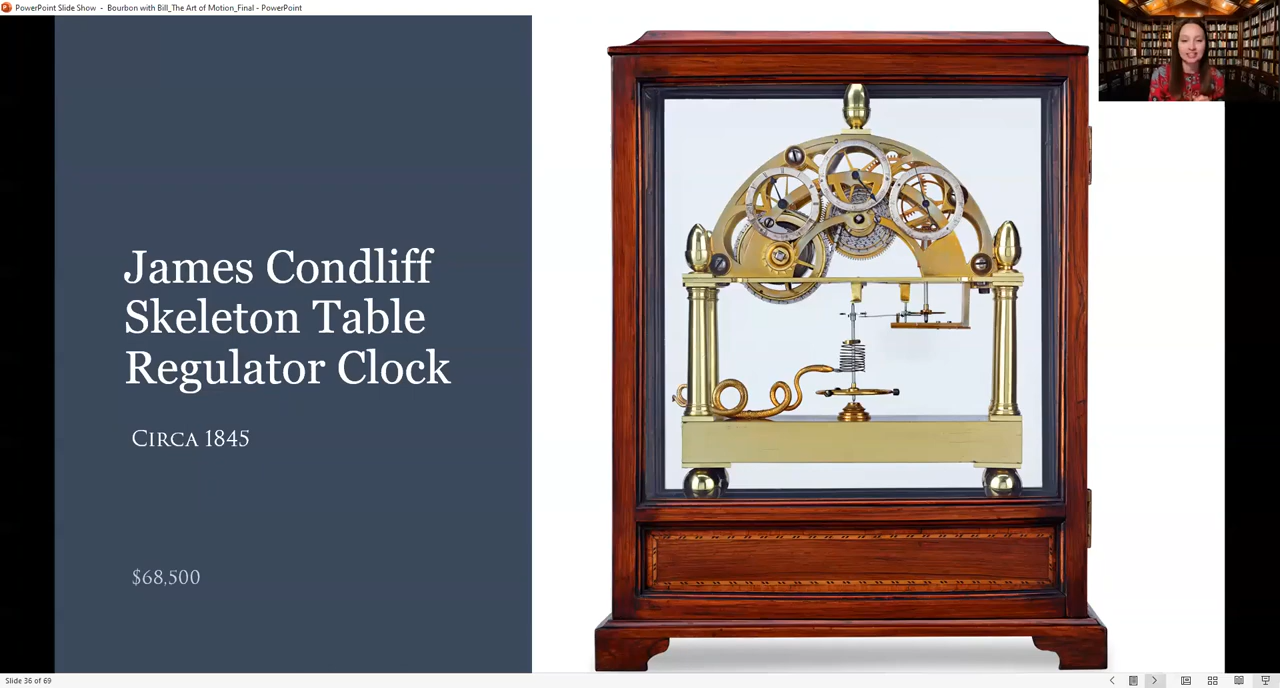 PowerPoint Slide Show - Bourbon with Bill_The Art of Motion_Final - PowerPoint
James Condliff
Skeleton Table
Regulator Clock
CIRCA 1845
$68,500
Slide 36 of 69